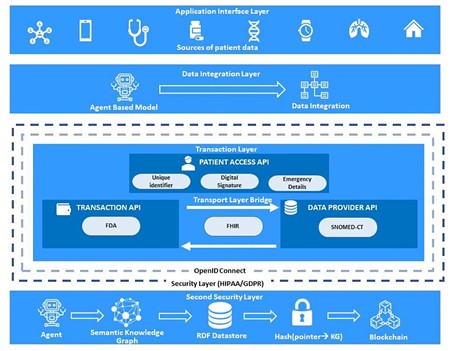 Application Interface Layer
Sources of patient data
Data Integration Layer
Agent Based Model
Data Integration
Transaction Layer
PATIENT ACCESS API
Unique
identifier
Digital
Signature
Emergency
Details
TRANSACTION API
FDA
Transport Layer Bridge
FHIR
DATA PROVIDER API
SNOMED-CT
OpenID Connect
Security Layer (HIPAA/GDPR)
Second Security Layer
Agent
Semantic Knowledge
Graph
RDF Datastore
Hash(pointer→ KG)
Blockchain